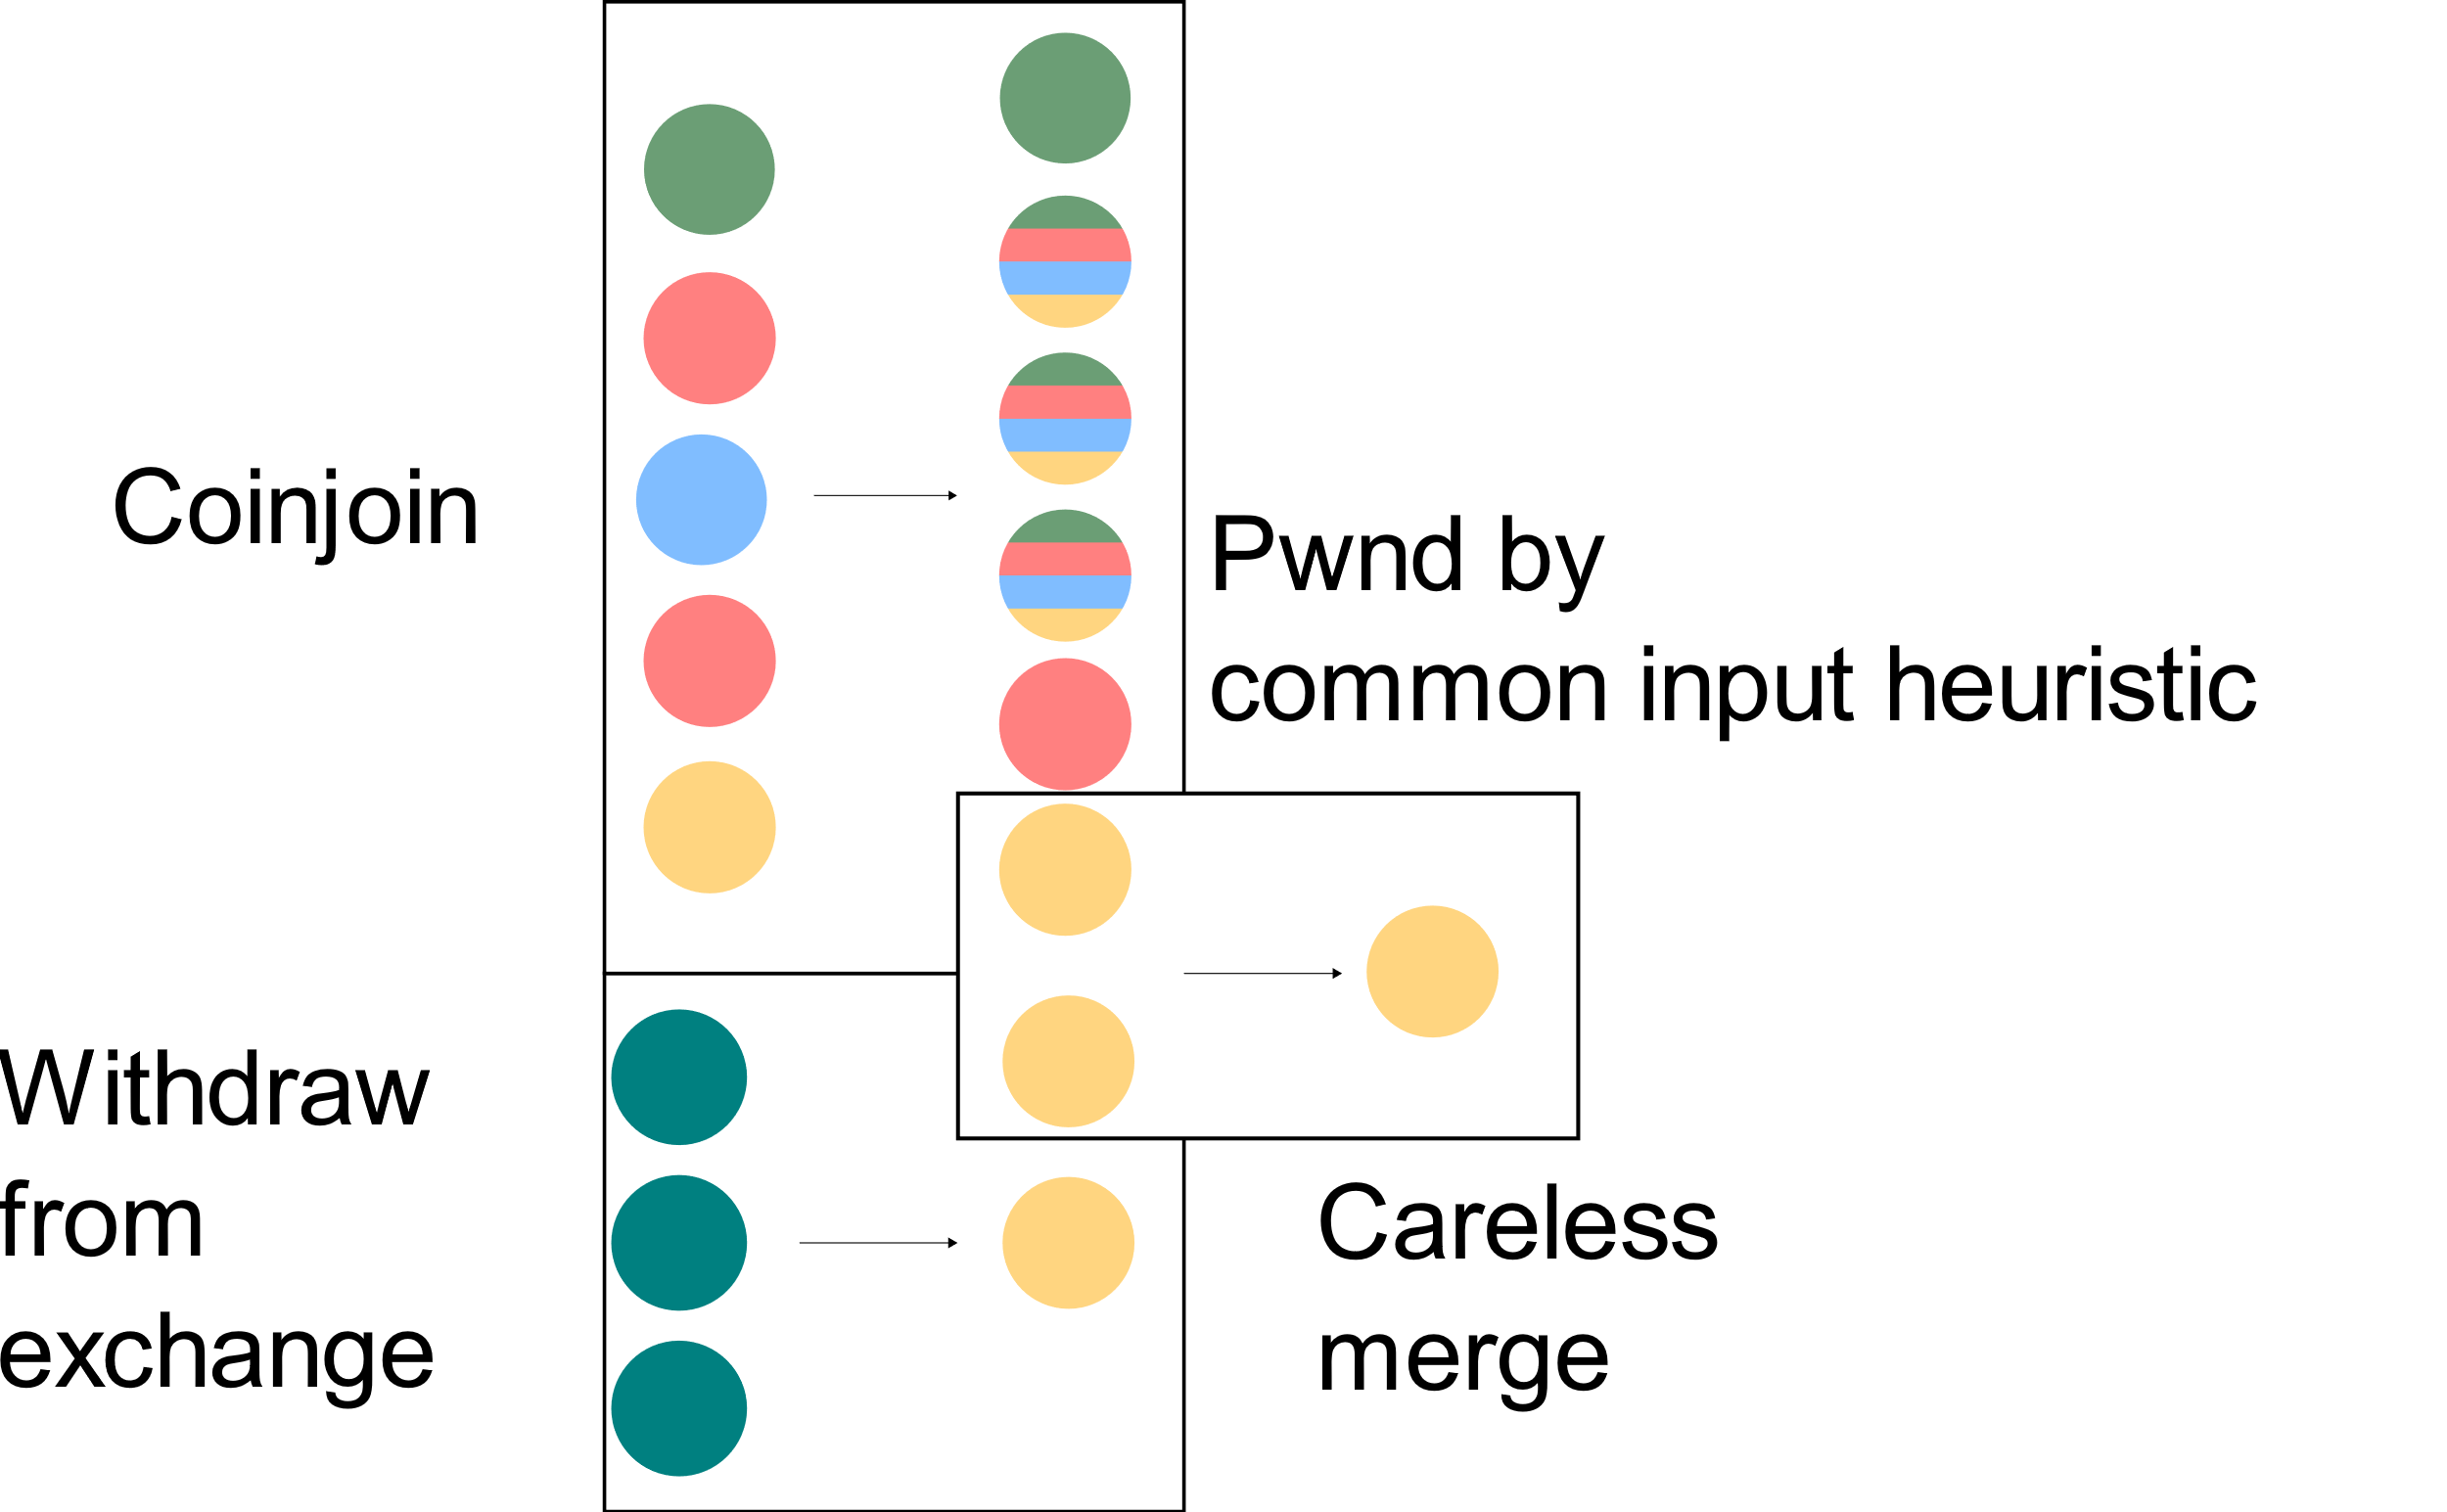 Coinjoin
Pwnd by
common input heuristic
Withdraw
from
exchange
Careless
merge